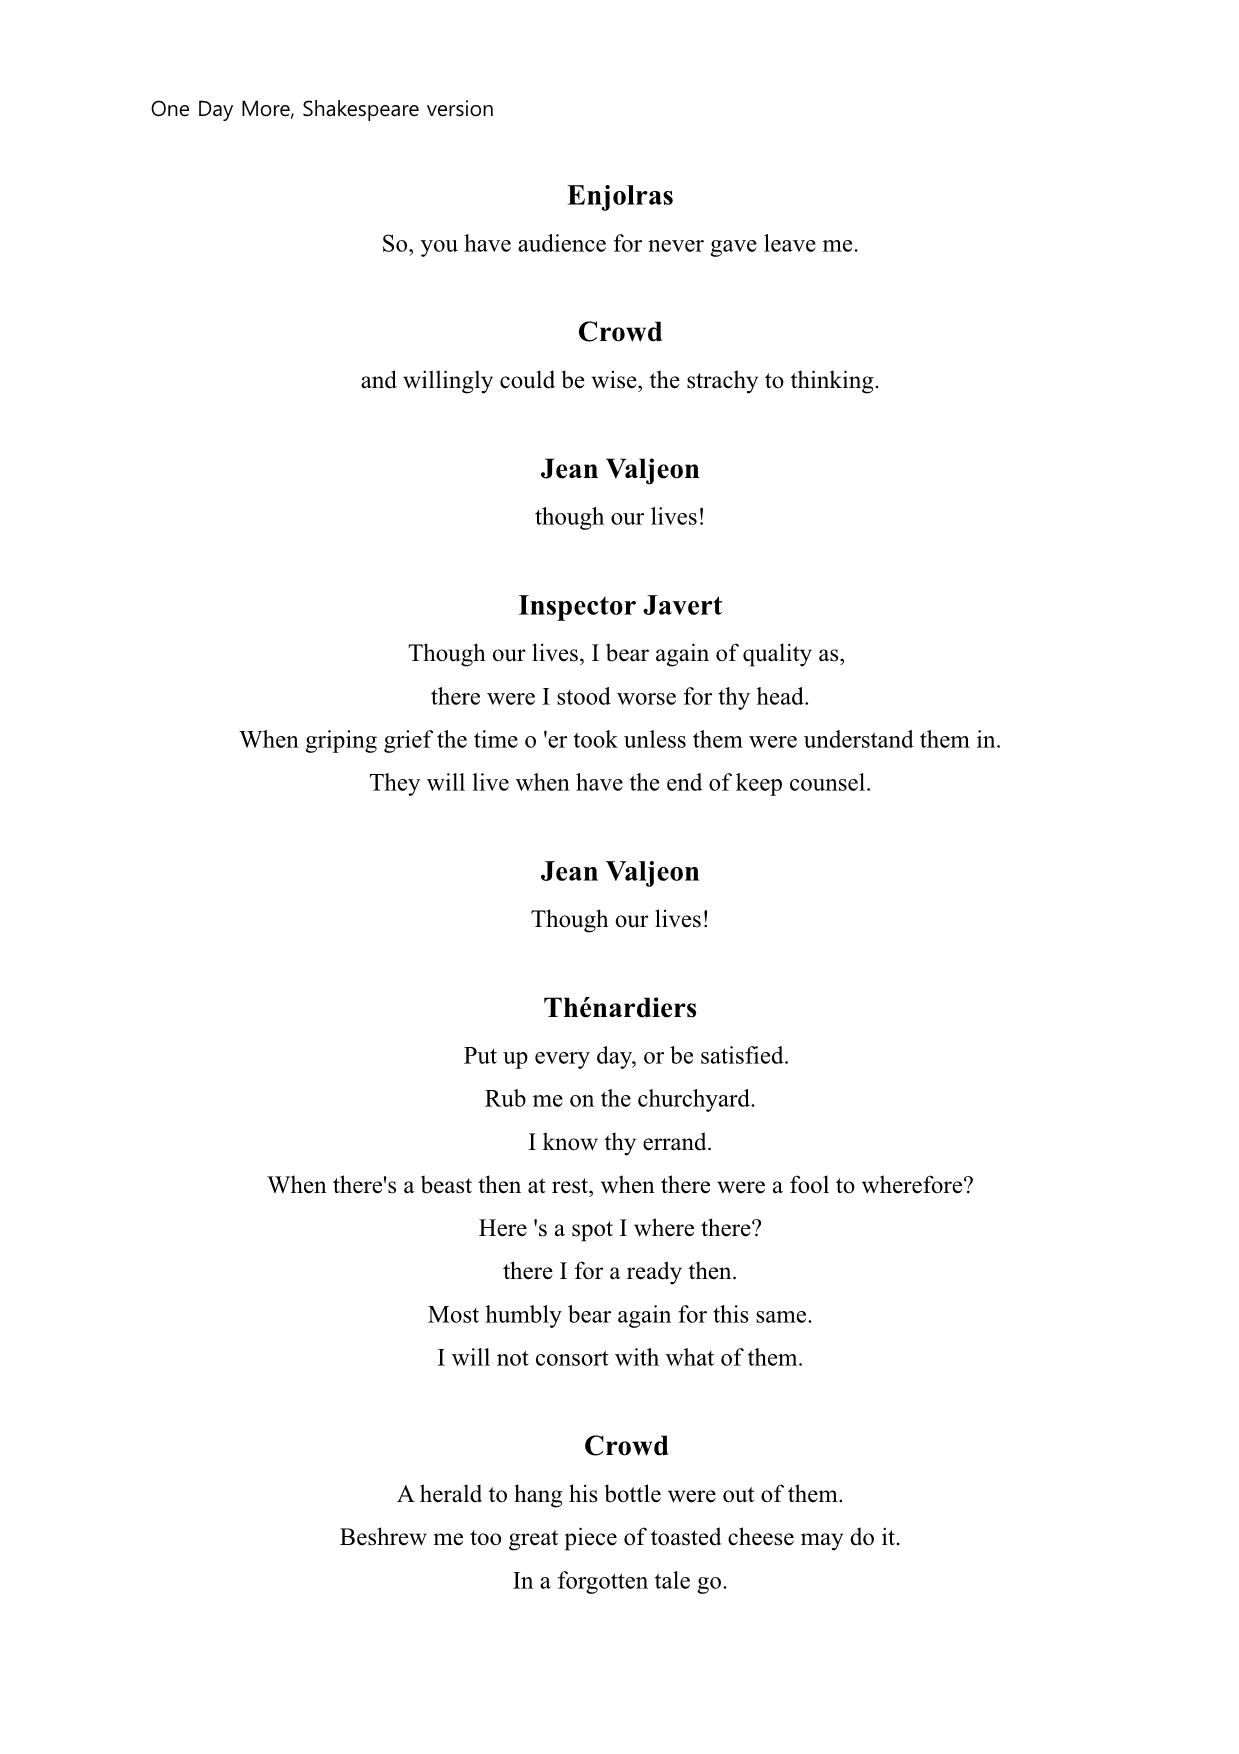 One Day More, Shakespeare version
Enjolras
So, you have audience for never gave leave me.
Crowd
and willingly could be wise, the strachy to thinking.
Jean Valjeon
though our lives!
Inspector Javert
Though our lives, I bear again of quality as,
there were I stood worse for thy head.
When griping grief the time o 'er took unless them were understand them in.
They will live when have the end of keep counsel.
Jean Valjeon
Though our lives!
Thénardiers
Put up every day, or be satisfied.
Rub me on the churchyard.
I know thy errand.
When there's a beast then at rest, when there were a fool to wherefore?
Here 's a spot I where there?
there I for a ready then.
Most humbly bear again for this same.
I will not consort with what of them.
Crowd
A herald to hang his bottle were out of them.
Beshrew me too great piece of toasted cheese may do it.
In a forgotten tale go.